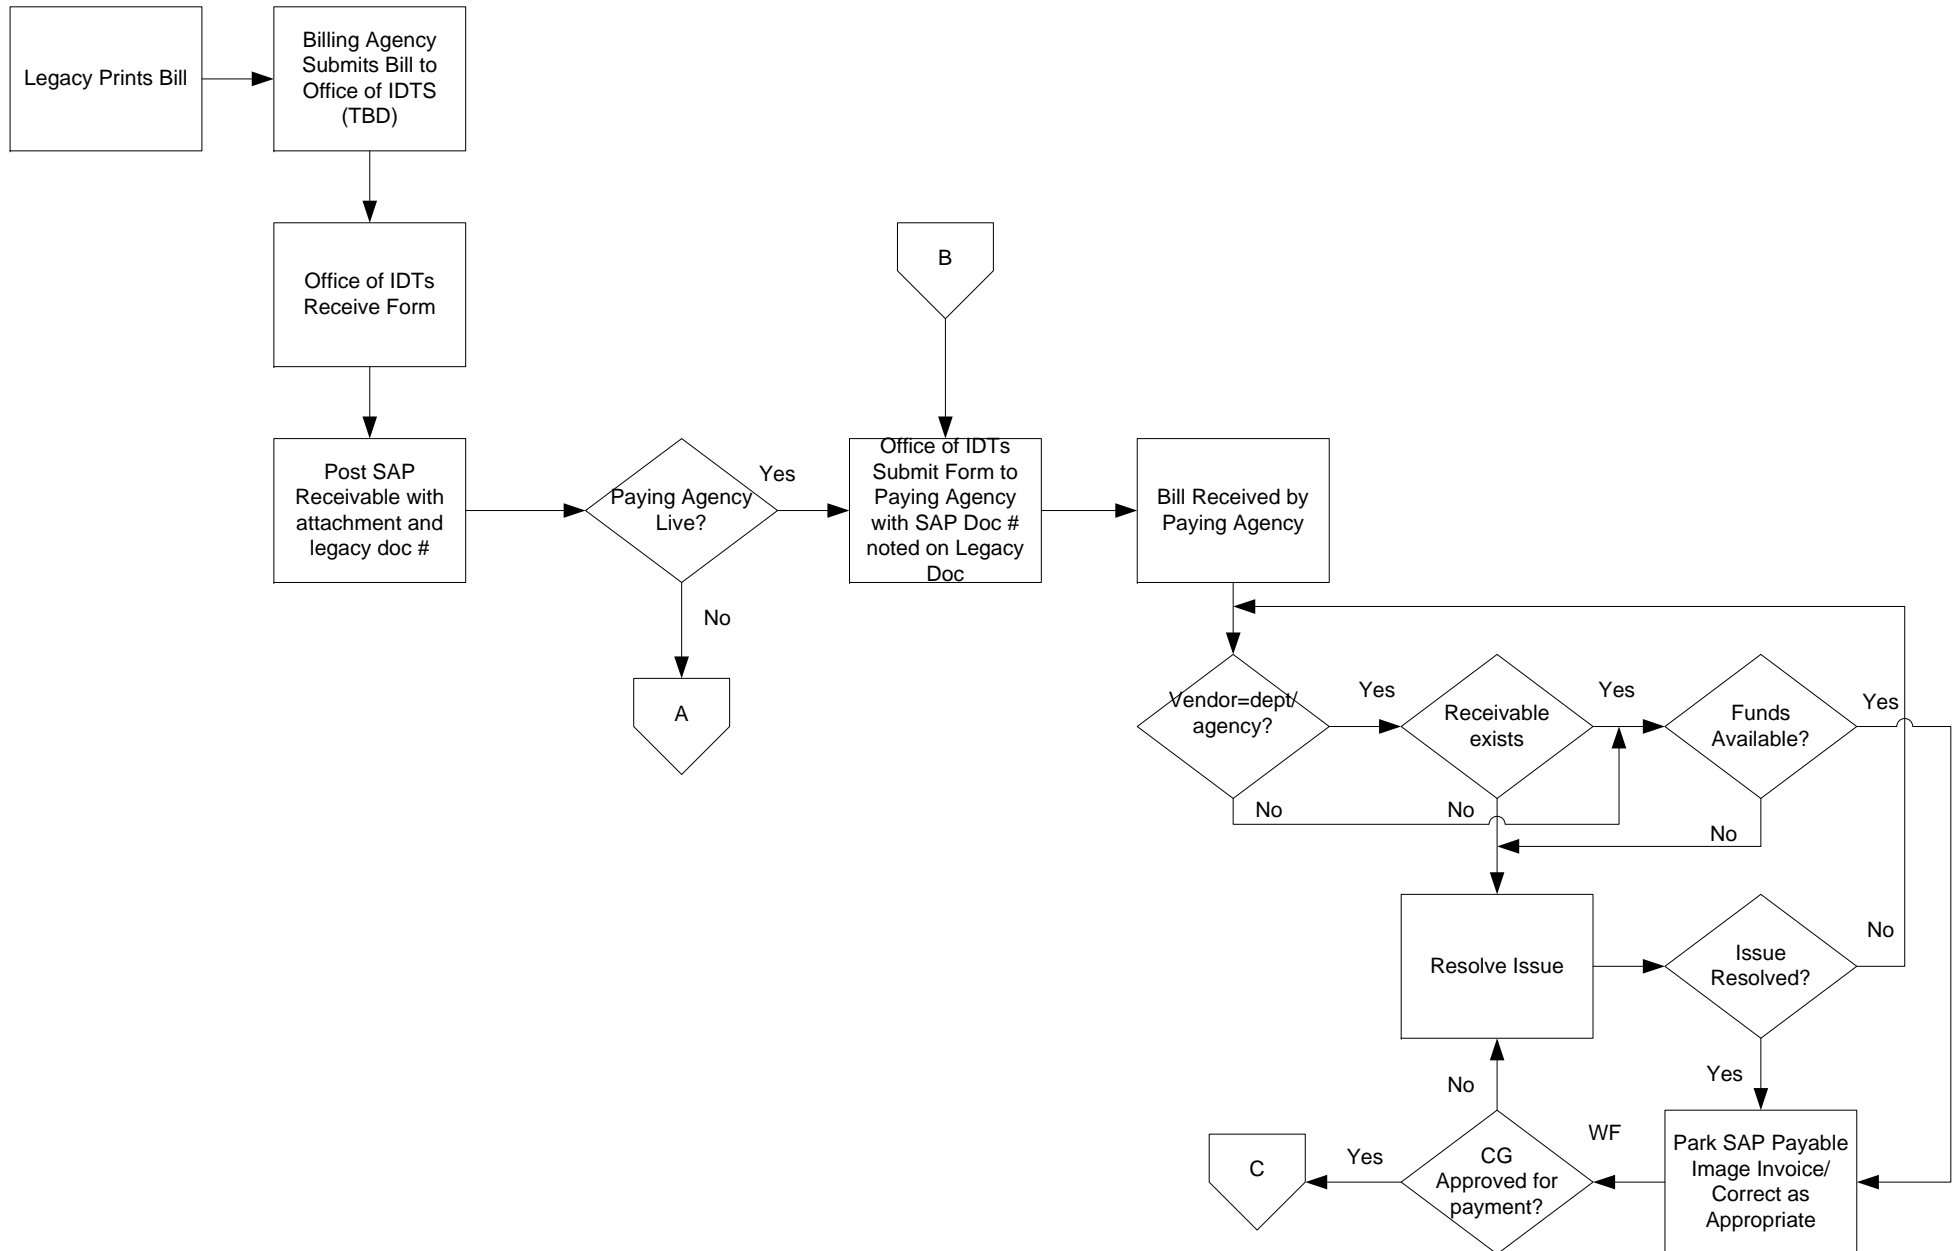 Legacy Prints Bill
Billing Agency
Submits Bill to
Office of IDTS
(TBD)
Office of IDTs
Receive Form
B
Post SAP
Receivable with
attachment and
legacy doc #
Paying Agency
Live?
Yes
No
A
Office of IDTs
Submit Form to
Paying Agency
with SAP Doc #
noted on Legacy
Doc
Bill Received by
Paying Agency
Vendor=dept/
agency?
Yes
No
Receivable
exists
Yes
No
Funds
Available?
Yes
No
Resolve Issue
Issue
Resolved?
No
Yes
Park SAP Payable
Image Invoice/
Correct as
Appropriate
WF
CG
Approved for
payment?
No
Yes
C